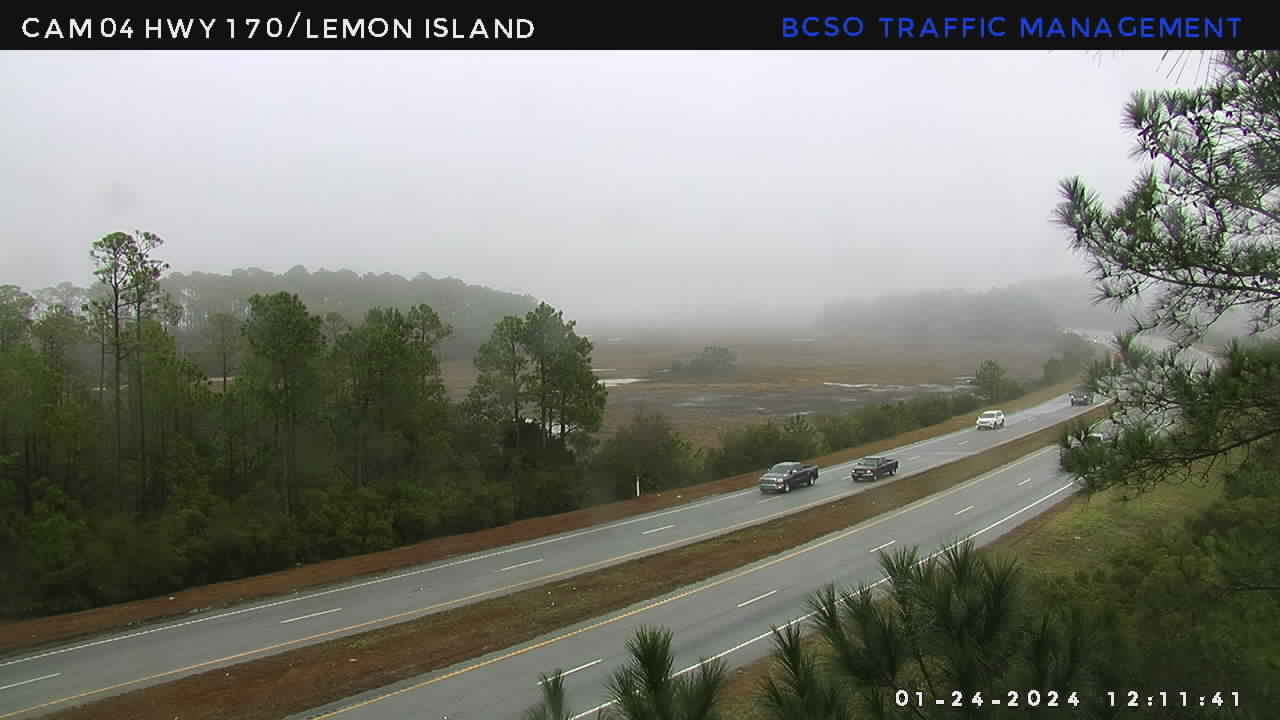 CAM04 HWY 170/LEMON ISLAND
BCSO TRAFFIC MANAGEMENT
01-24-2024 12:11:41